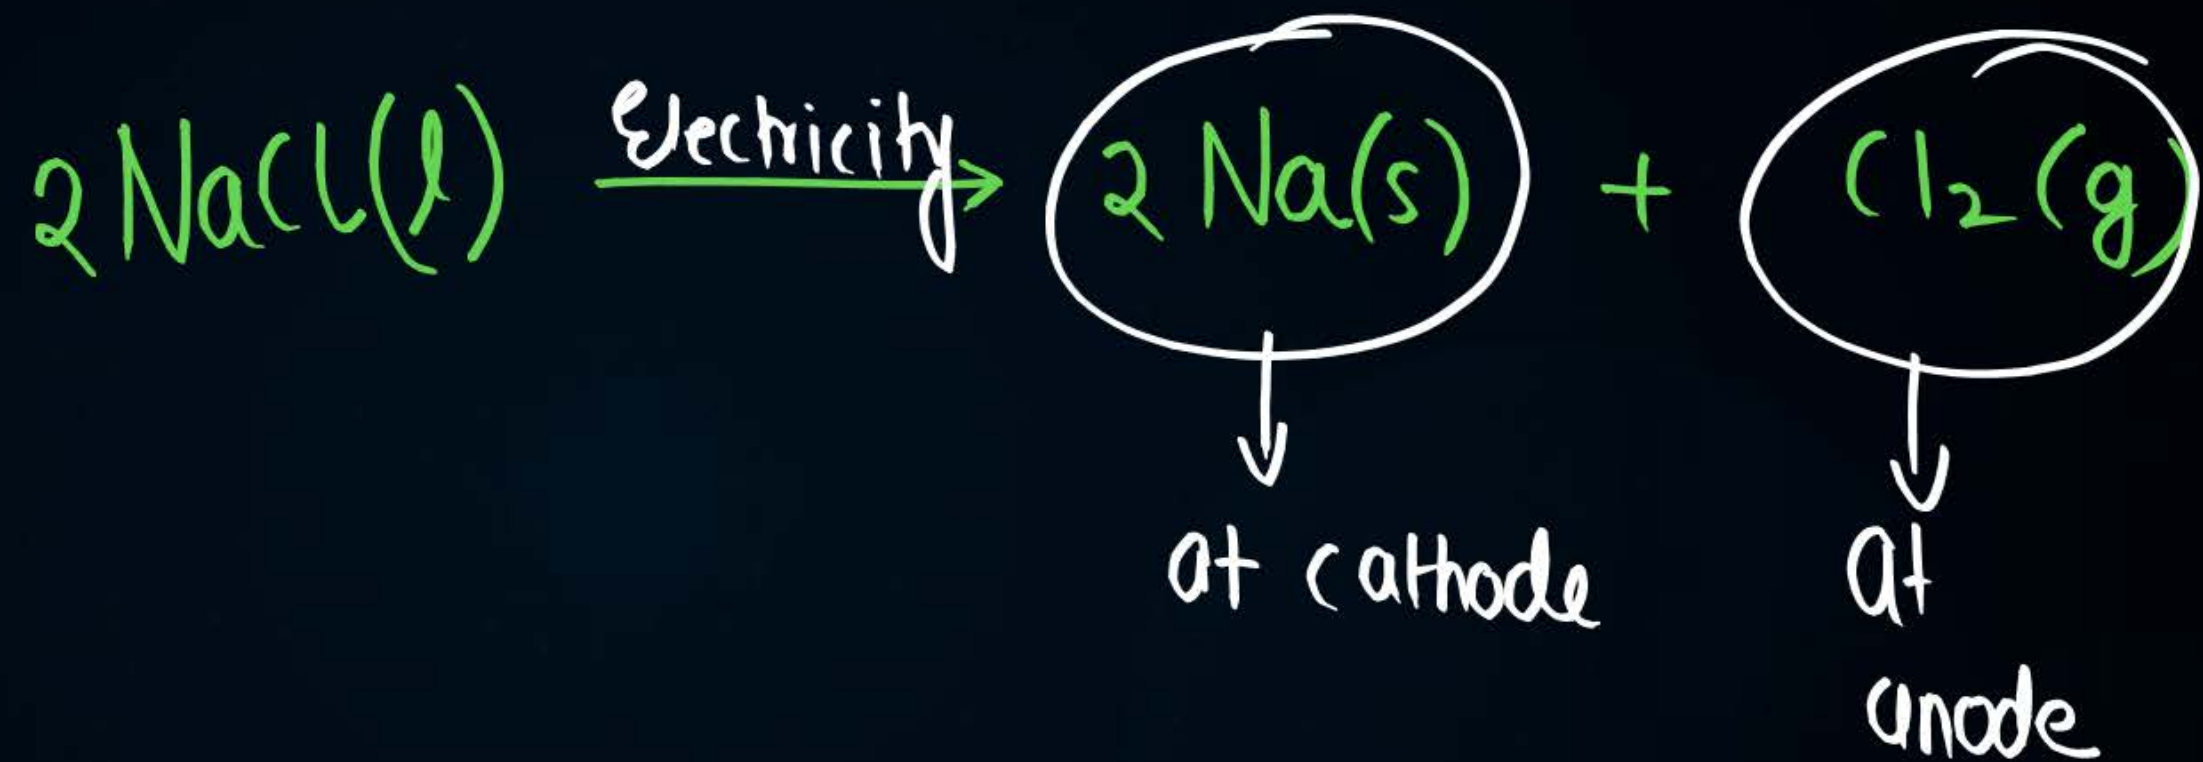 2NaCl(l) Electricity → 2Na(s) + Cl₂(g)
↓ ↓
at cathode at
anode